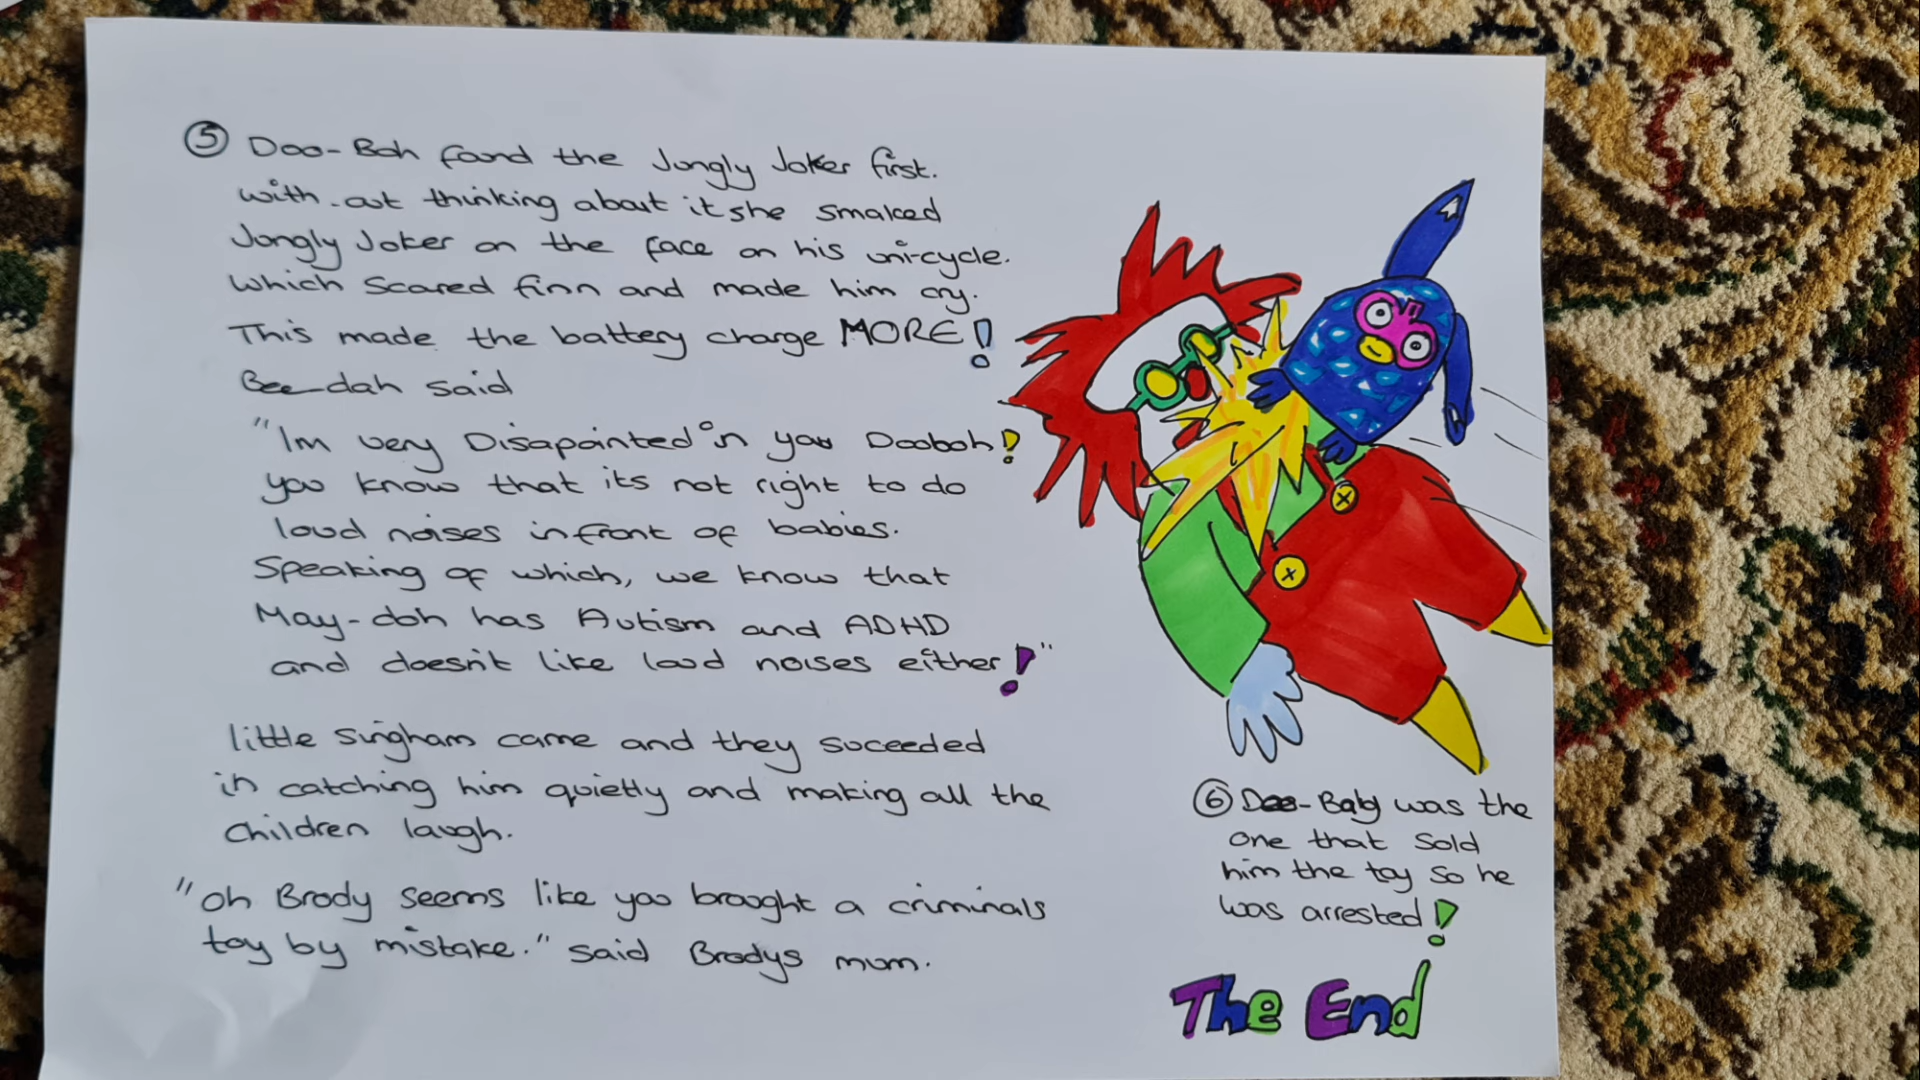 ⑤ Doo-Boh found the Jongly Joker first.
with-out thinking about it she smaked
Jongly Joker on the face on his uni-cycle.
Which scared finn and made him cry.
This made the battery charge MORE!
Bee-dah said
"Im very Disapointed in you Dooboh!
you know that its not right to do
loud noises infront of babies.
Speaking of which, we know that
May-doh has Autism and ADHD
and doesn't like loud noises either!"
little singham came and they suceeded
in catching him quietly and making all the
children laugh.
"oh Brody seems like you brought a criminals
toy by mistake." said Brodys mum.
⑥ Doo-Baby was the
one that sold
him the toy so he
was arrested!
The End